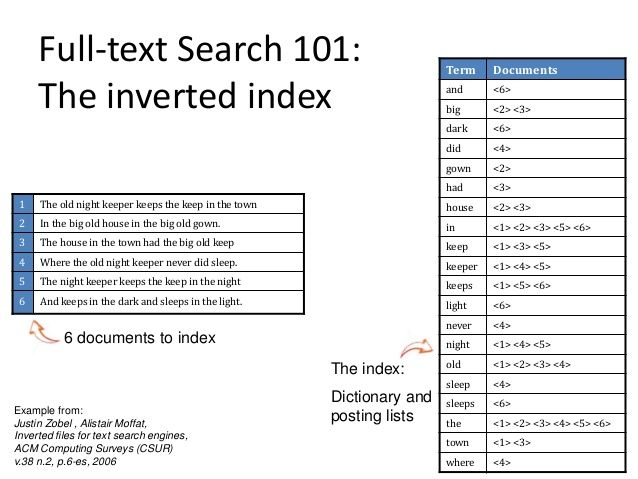 Full-text Search 101:
The inverted index
1 The old night keeper keeps the keep in the town
2 In the big old house in the big old gown.
3 The house in the town had the big old keep
4 Where the old night keeper never did sleep.
5 The night keeper keeps the keep in the night
6 And keeps in the dark and sleeps in the light.
6 documents to index
Example from:
Justin Zobel , Alistair Moffat,
Inverted files for text search engines,
ACM Computing Surveys (CSUR)
v.38 n.2, p.6-es, 2006
The index:
Dictionary and
posting lists
Term Documents
and <6>
big <2> <3>
dark <6>
did <4>
gown <2>
had <3>
house <2> <3>
in <1> <2> <3> <5> <6>
keep <1> <3> <5>
keeper <1> <4> <5>
keeps <1> <5> <6>
light <6>
never <4>
night <1> <4> <5>
old <1> <2> <3> <4>
sleep <4>
sleeps <6>
the <1> <2> <3> <4> <5> <6>
town <1> <3>
where <4>